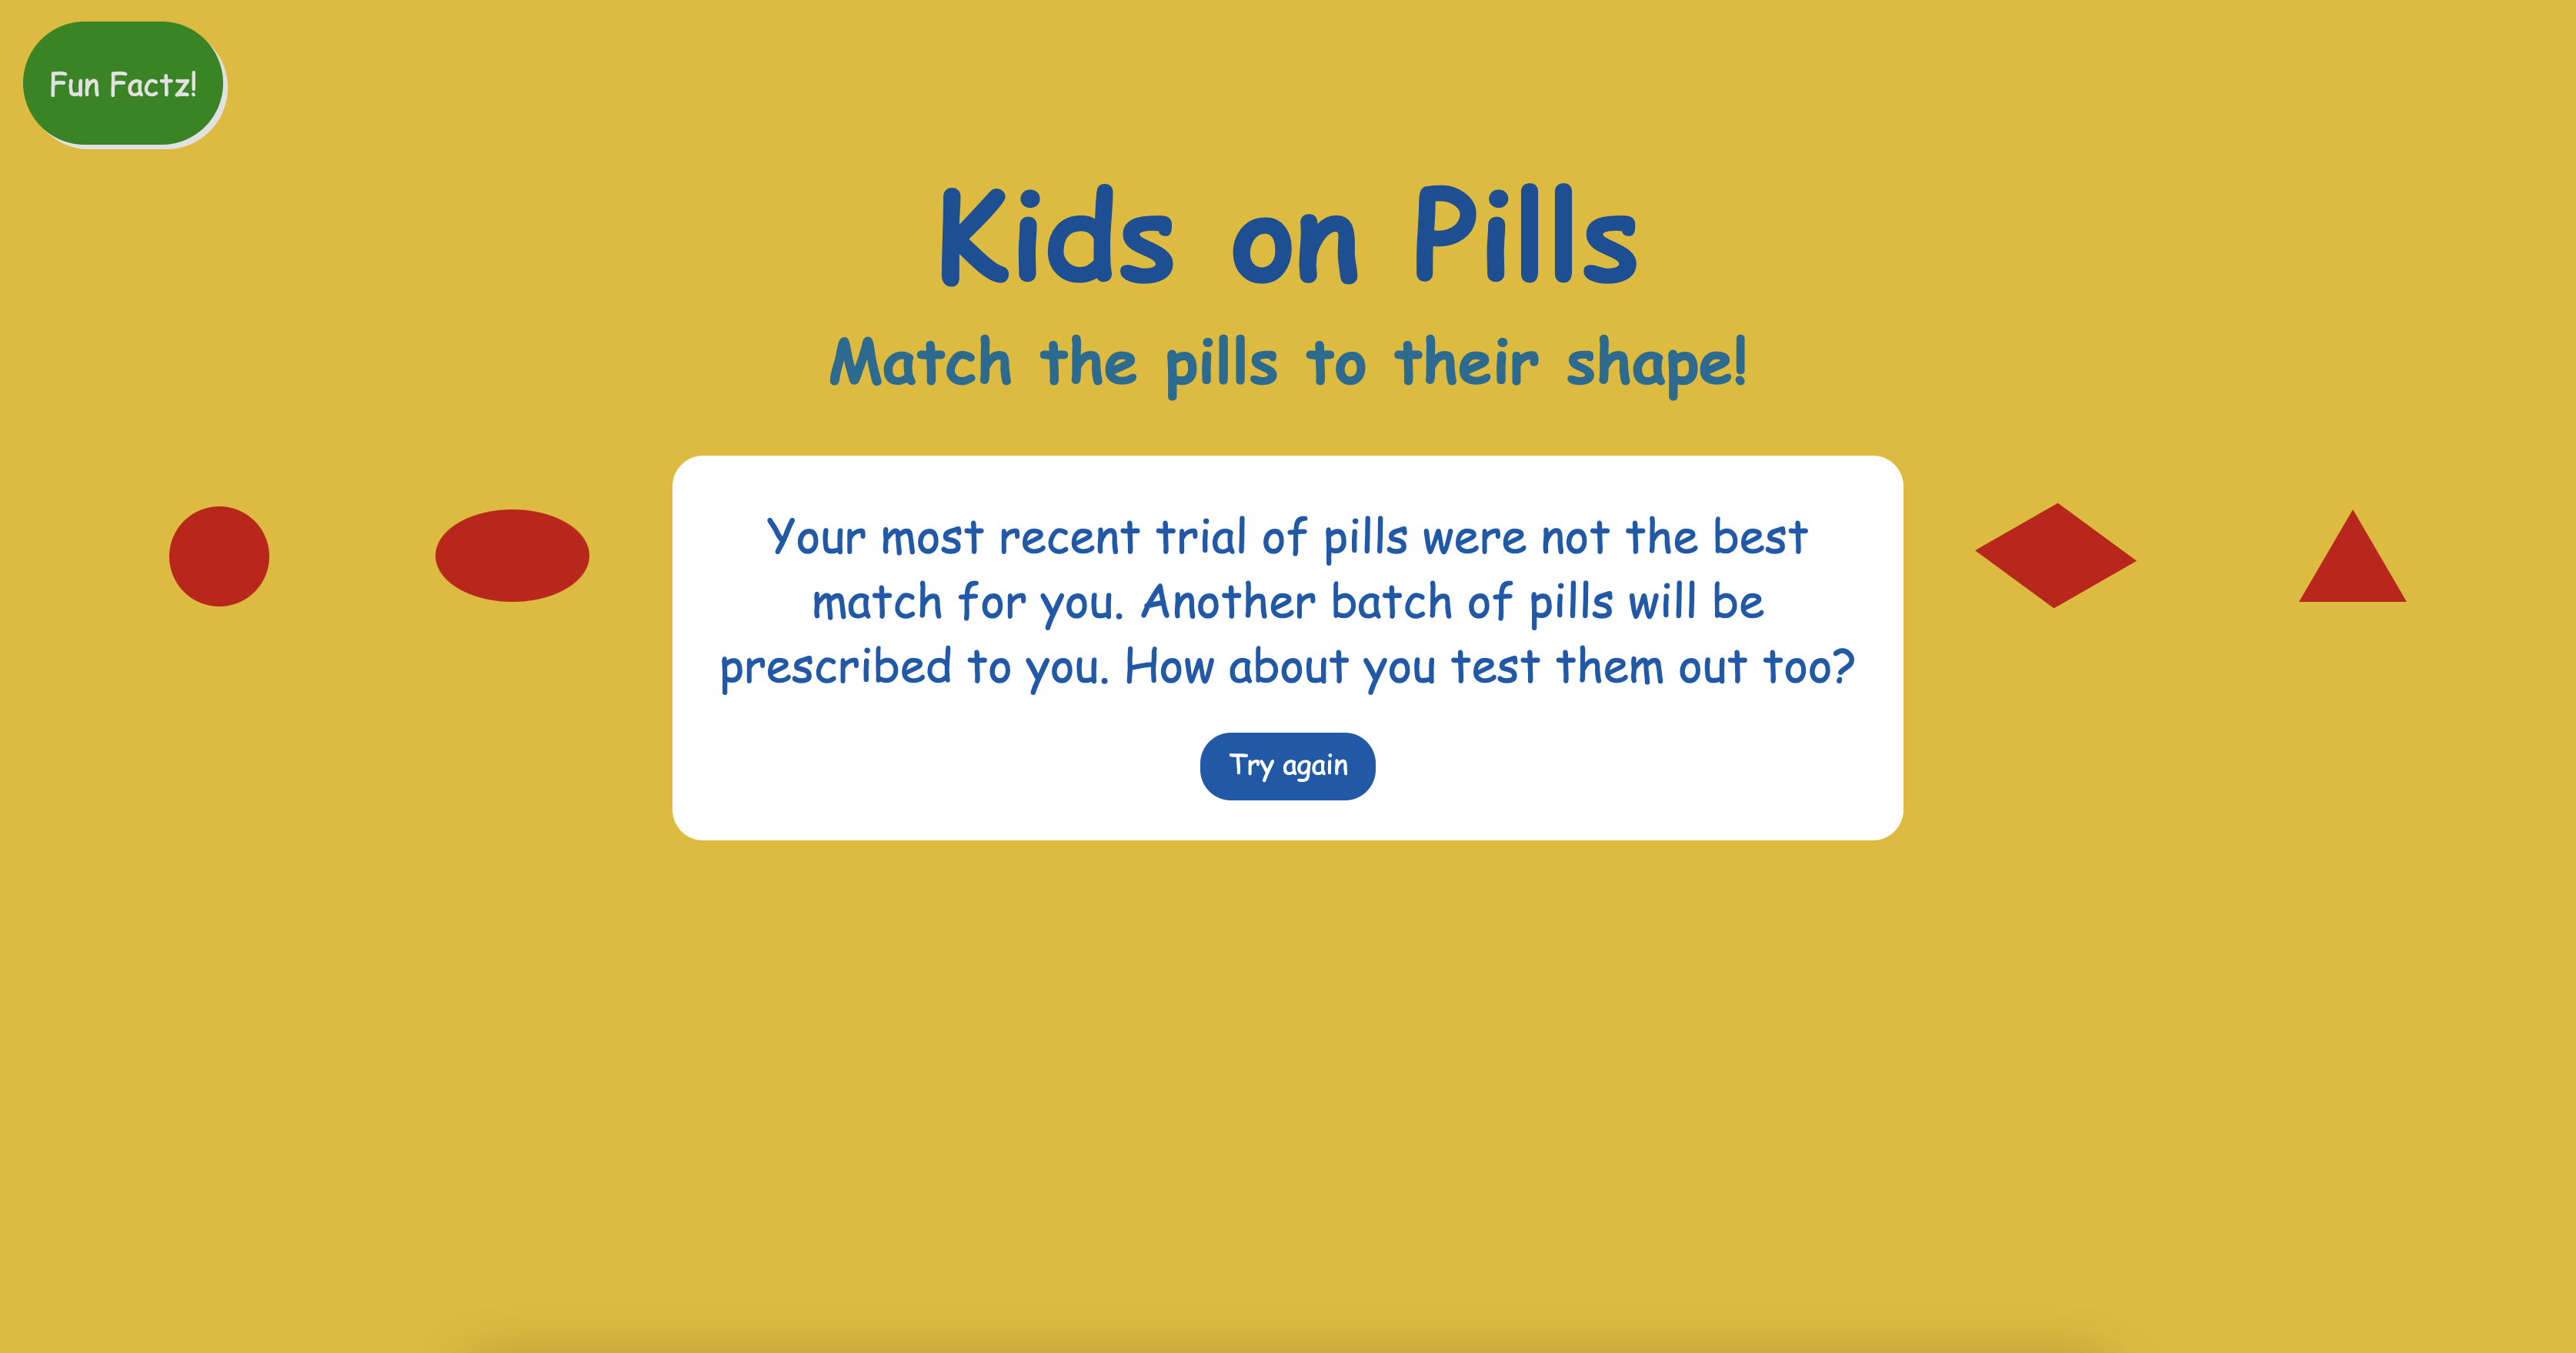 Fun Factz!
Kids on Pills
Match the pills to their shape!
Your most recent trial of pills were not the best
match for you. Another batch of pills will be
prescribed to you. How about you test them out too?
Try again